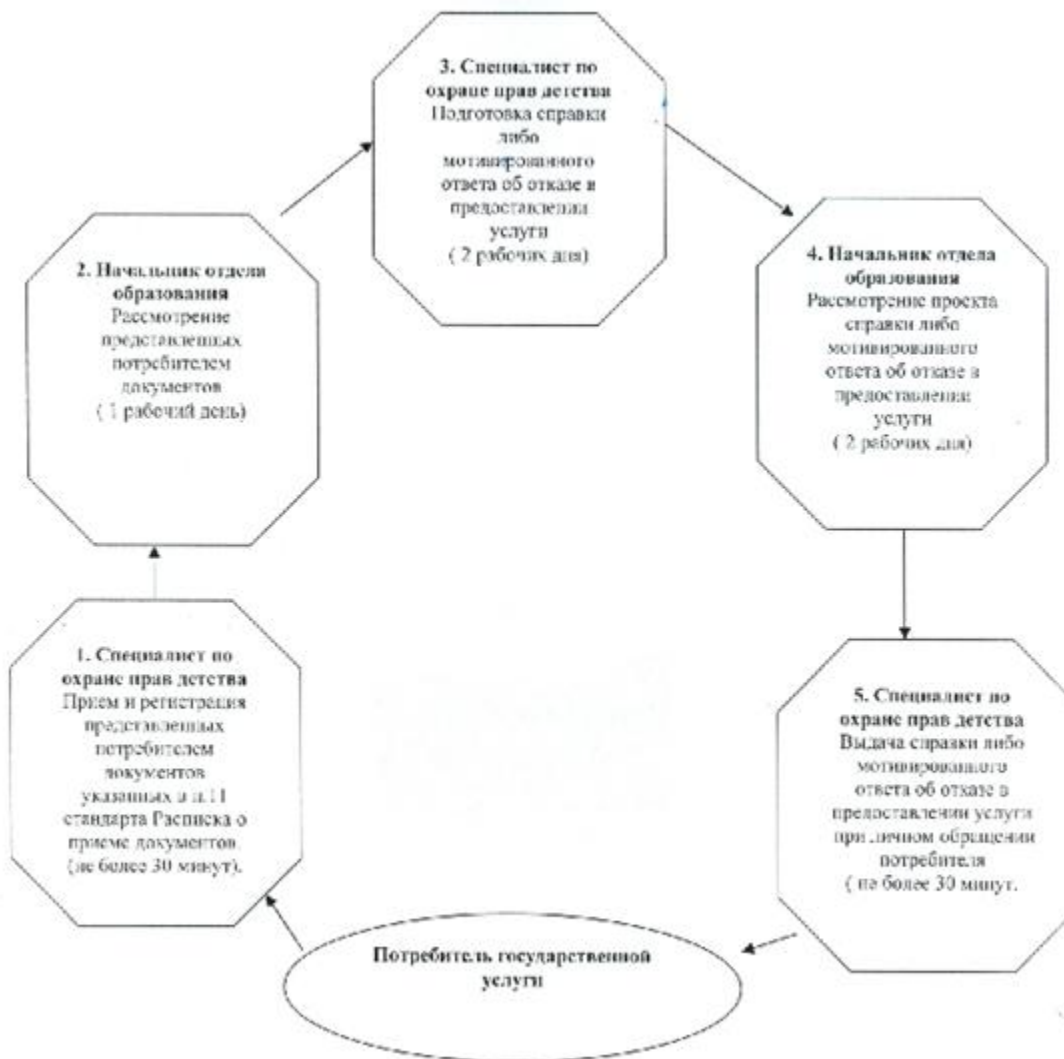 3. Специалист по
охране прав детства
Подготовка справки
либо
мотивированного
ответа об отказе в
предоставлении
услуги
( 2 рабочих дня)
2. Начальник отдела
образования
Рассмотрение
представленных
потребителем
документов
( 1 рабочий день)
4. Начальник отдела
образования
Рассмотрение проекта
справки либо
мотивированного
ответа об отказе в
предоставлении
услуги
( 2 рабочих дня)
1. Специалист по
охране прав детства
Прием и регистрация
представленных
потребителем
документов
указанных в п.11
стандарта Расписка о
приеме документов
(не более 30 минут).
5. Специалист по
охране прав детства
Выдача справки либо
мотивированного
ответа об отказе в
предоставлении услуги
при личном обращении
потребителя
( не более 30 минут.
Потребитель государственной
услуги